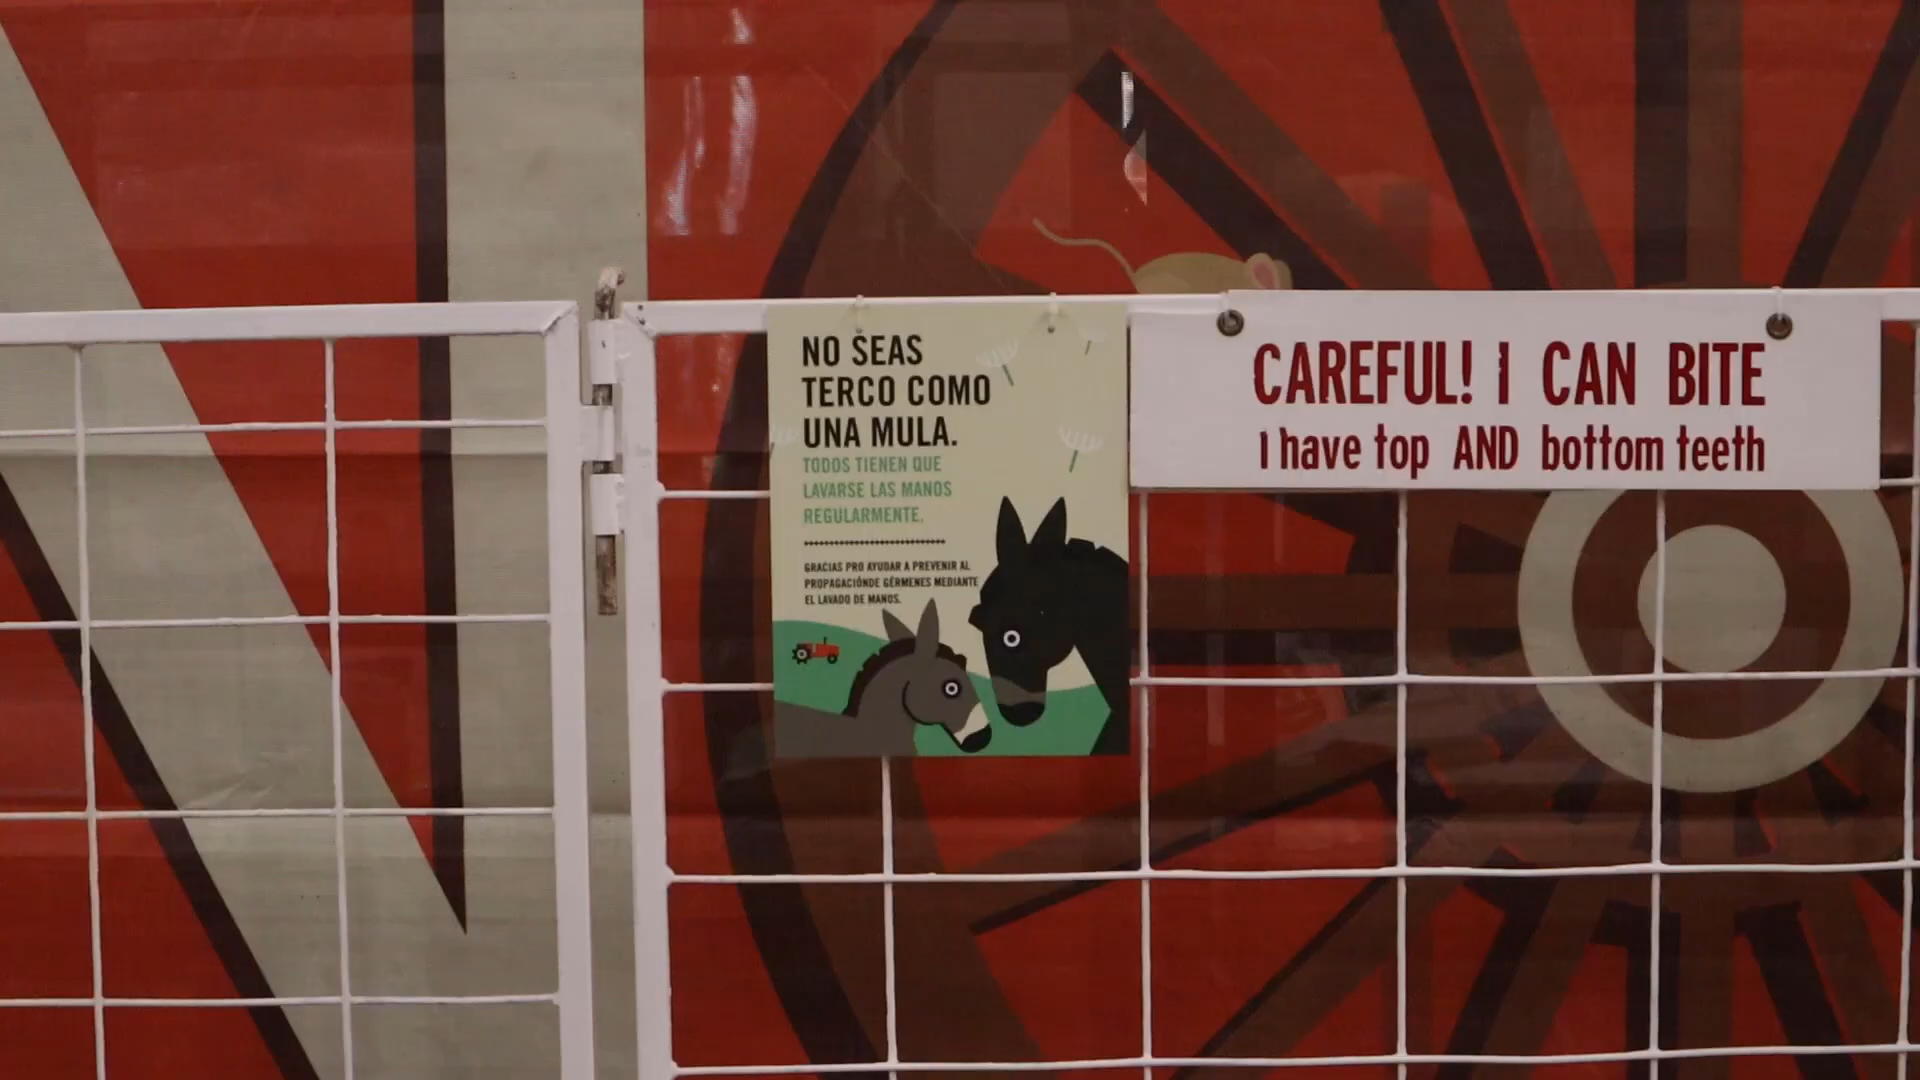 NO SEAS
TERCO COMO
UNA MULA.
TODOS TIENEN QUE
LAVARSE LAS MANOS
REGULARMENTE.
GRACIAS PRO AYUDAR A PREVENIR AL
PROPAGACIÓNDE GÉRMENES MEDIANTE
EL LAVADO DE MANOS.
CAREFUL! I CAN BITE
I have top AND bottom teeth